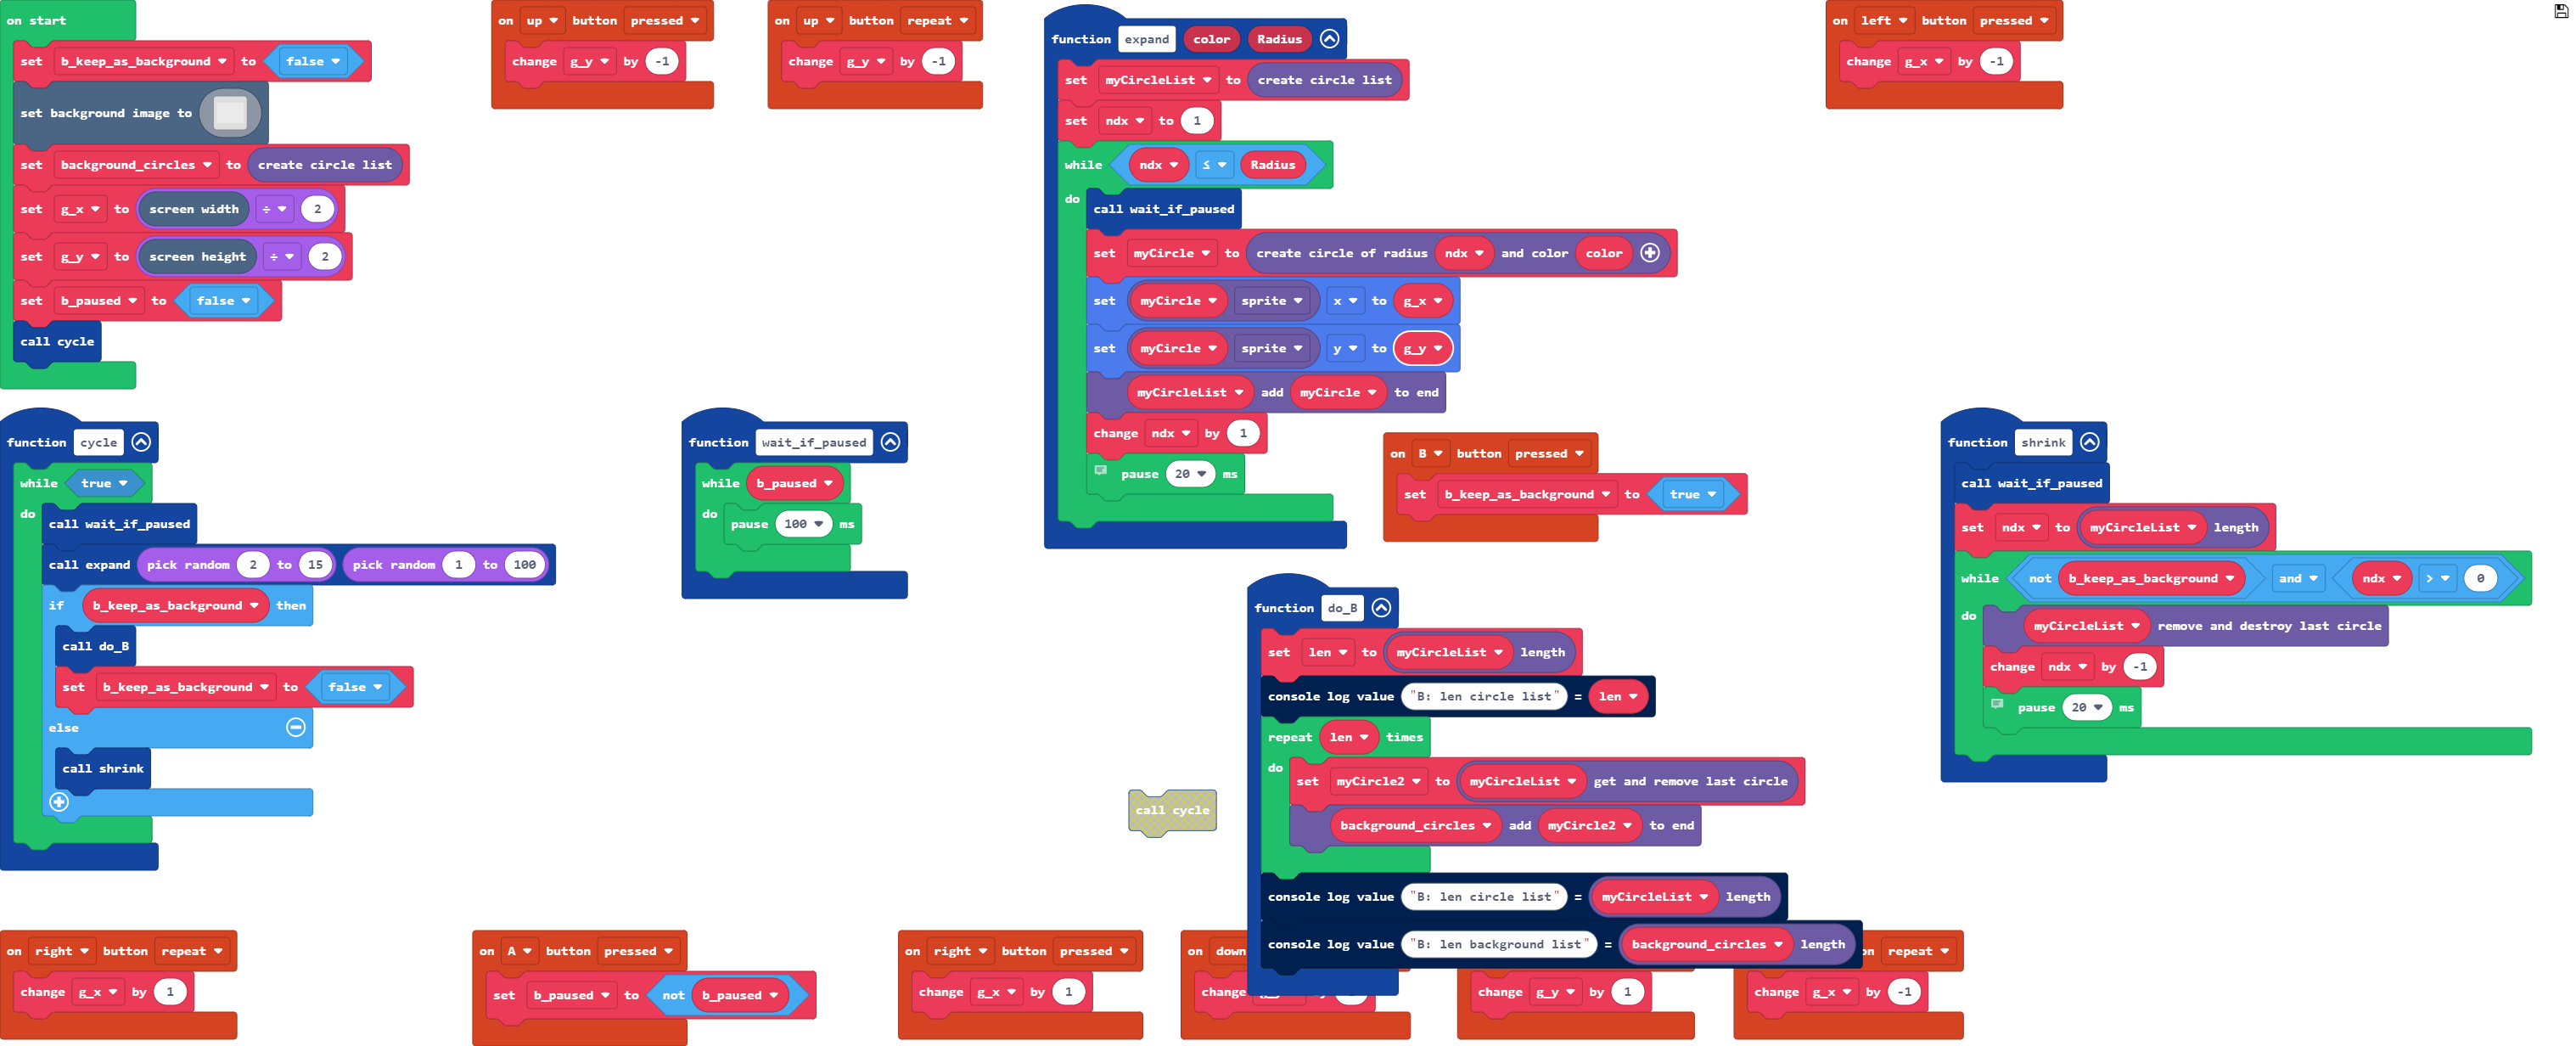 on start
set b_keep_as_background to false
set background image to
set background_circles to create circle list
set g_x to screen width ÷ 2
set g_y to screen height ÷ 2
set b_paused to false
call cycle
on up button pressed
change g_y by -1
on up button repeat
change g_y by -1
function expand color Radius
set myCircleList to create circle list
set ndx to 1
while ndx ≤ Radius
do
call wait_if_paused
set myCircle to create circle of radius ndx and color color
set myCircle sprite x to g_x
set myCircle sprite y to g_y
myCircleList add myCircle to end
change ndx by 1
pause 20 ms
on left button pressed
change g_x by -1
function cycle
while true
do
call wait_if_paused
call expand pick random 2 to 15 pick random 1 to 100
if b_keep_as_background then
call do_B
set b_keep_as_background to false
else
call shrink
function wait_if_paused
while b_paused
do pause 100 ms
on B button pressed
set b_keep_as_background to true
function shrink
call wait_if_paused
set ndx to myCircleList length
while not b_keep_as_background and ndx > 0
do
myCircleList remove and destroy last circle
change ndx by -1
pause 20 ms
call cycle
function do_B
set len to myCircleList length
console log value "B: len circle list" = len
repeat len times
do
set myCircle2 to myCircleList get and remove last circle
background_circles add myCircle2 to end
console log value "B: len circle list" = myCircleList length
console log value "B: len background list" = background_circles length
on right button repeat
change g_x by 1
on A button pressed
set b_paused to not b_paused
on right button pressed
change g_x by 1
on down
change
change g_y by 1
repeat
change g_x by -1